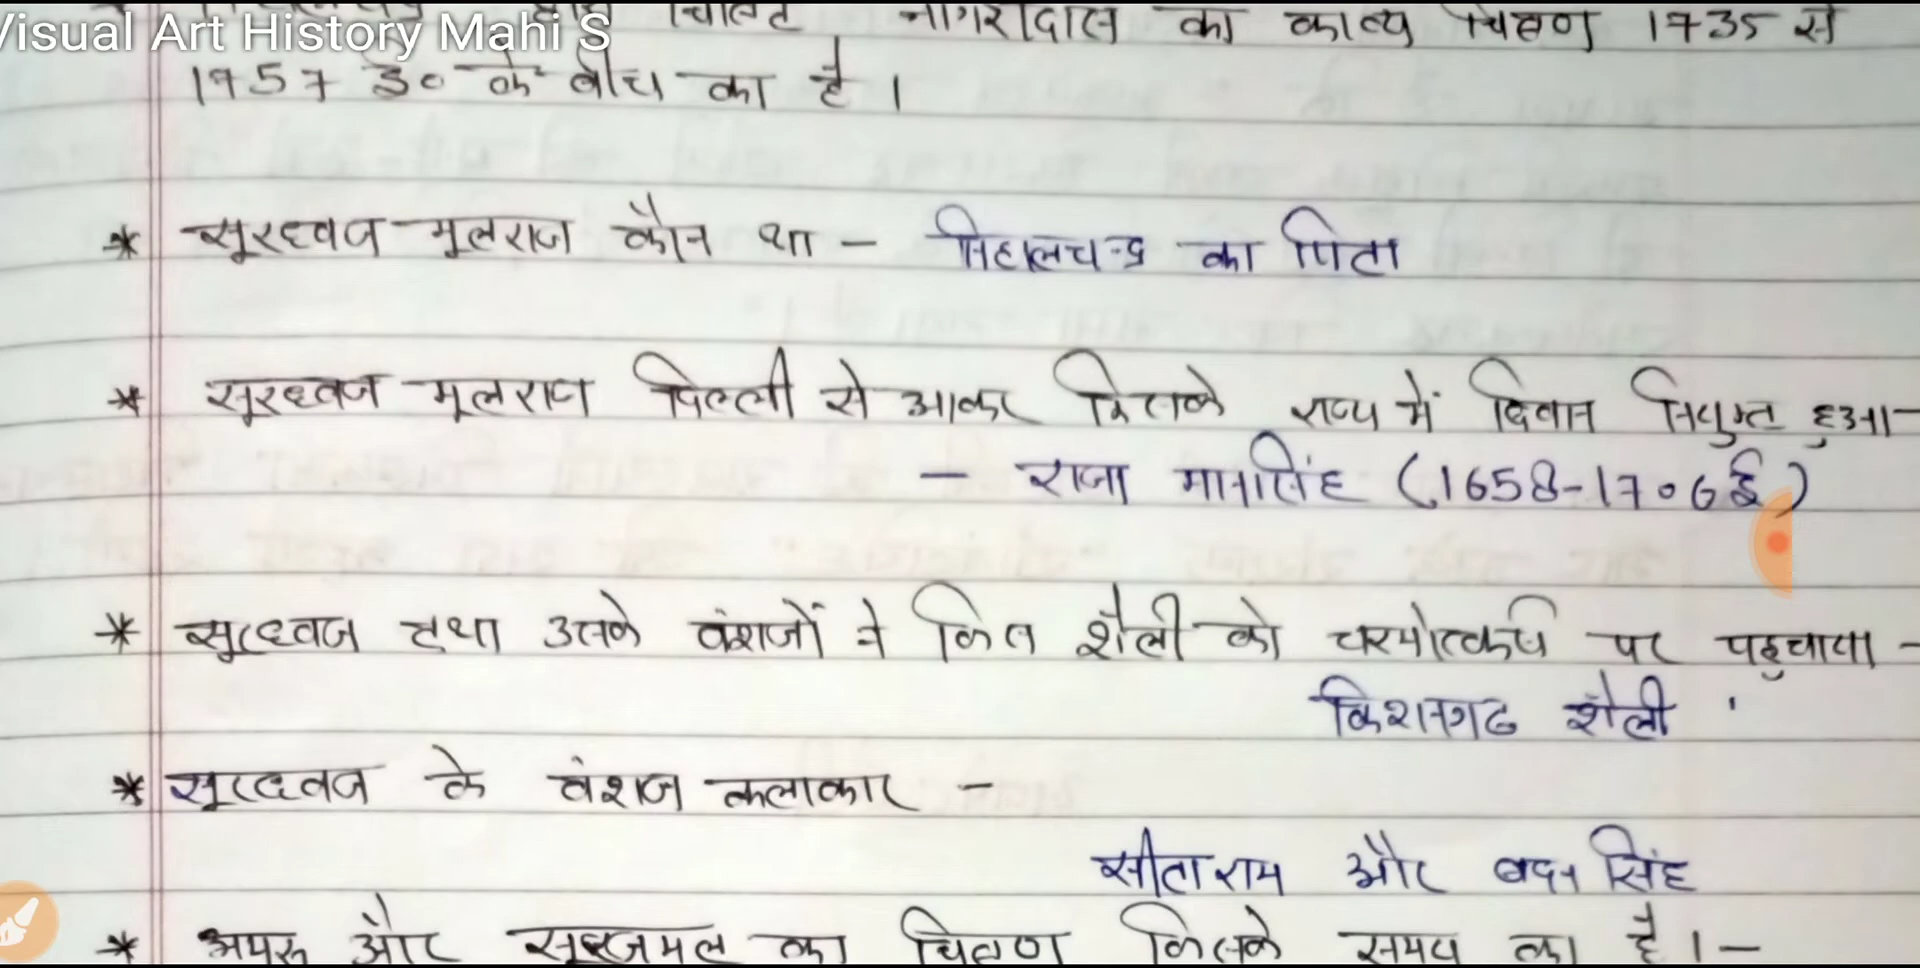 Visual Art History Mahi S
चित्रित नागरीदास का काव्य चित्रण 1735 से
1757 ई० के बीच का है।
* सूरध्वज मूलराज कौन था - निहालचन्द्र का पिता
* सूरध्वज मूलराज दिल्ली से आकर किसके राज्य में दिवान नियुक्त हुआ-
- राजा मानसिंह (1658-1706ई)
* सूरध्वज तथा उसके वंशजों ने किस शैली को चरमोत्कर्ष पर पहुचाया -
किशनगढ शैली
* सूरध्वज के वंशज कलाकार -
सीताराम और बदन सिंह
* अमरू और सूरजमल का चित्रण किसके समय का है। -